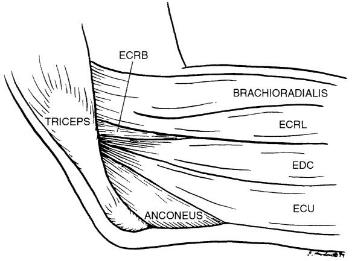 ECRB
BRACHIORADIALIS
TRICEPS
ECRL
EDC
ECU
ANCONEUS